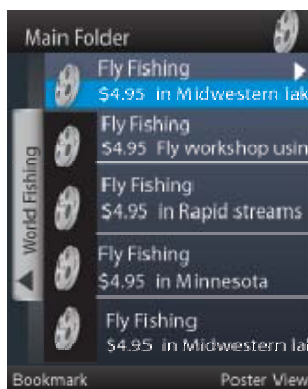 Main Folder
Fly Fishing
$4.95 in Midwestern lak
World Fishing
Fly Fishing
$4.95 Fly workshop usin
Fly Fishing
$4.95 in Rapid streams
Fly Fishing
$4.95 in Minnesota
Fly Fishing
$4.95 in Midwestern lai
Bookmark
Poster View